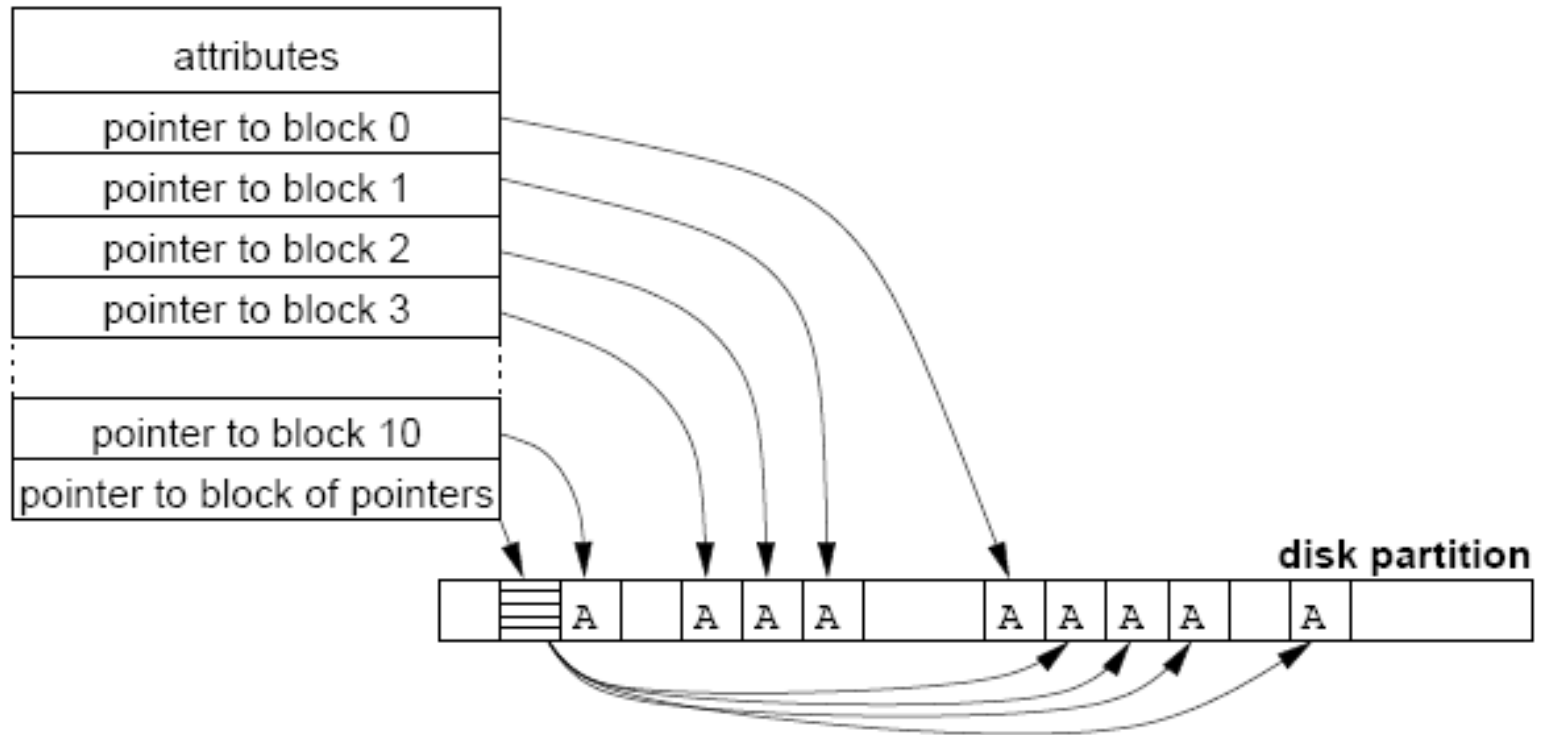 attributes
pointer to block 0
pointer to block 1
pointer to block 2
pointer to block 3
pointer to block 10
pointer to block of pointers
disk partition
A A A A A A A A A